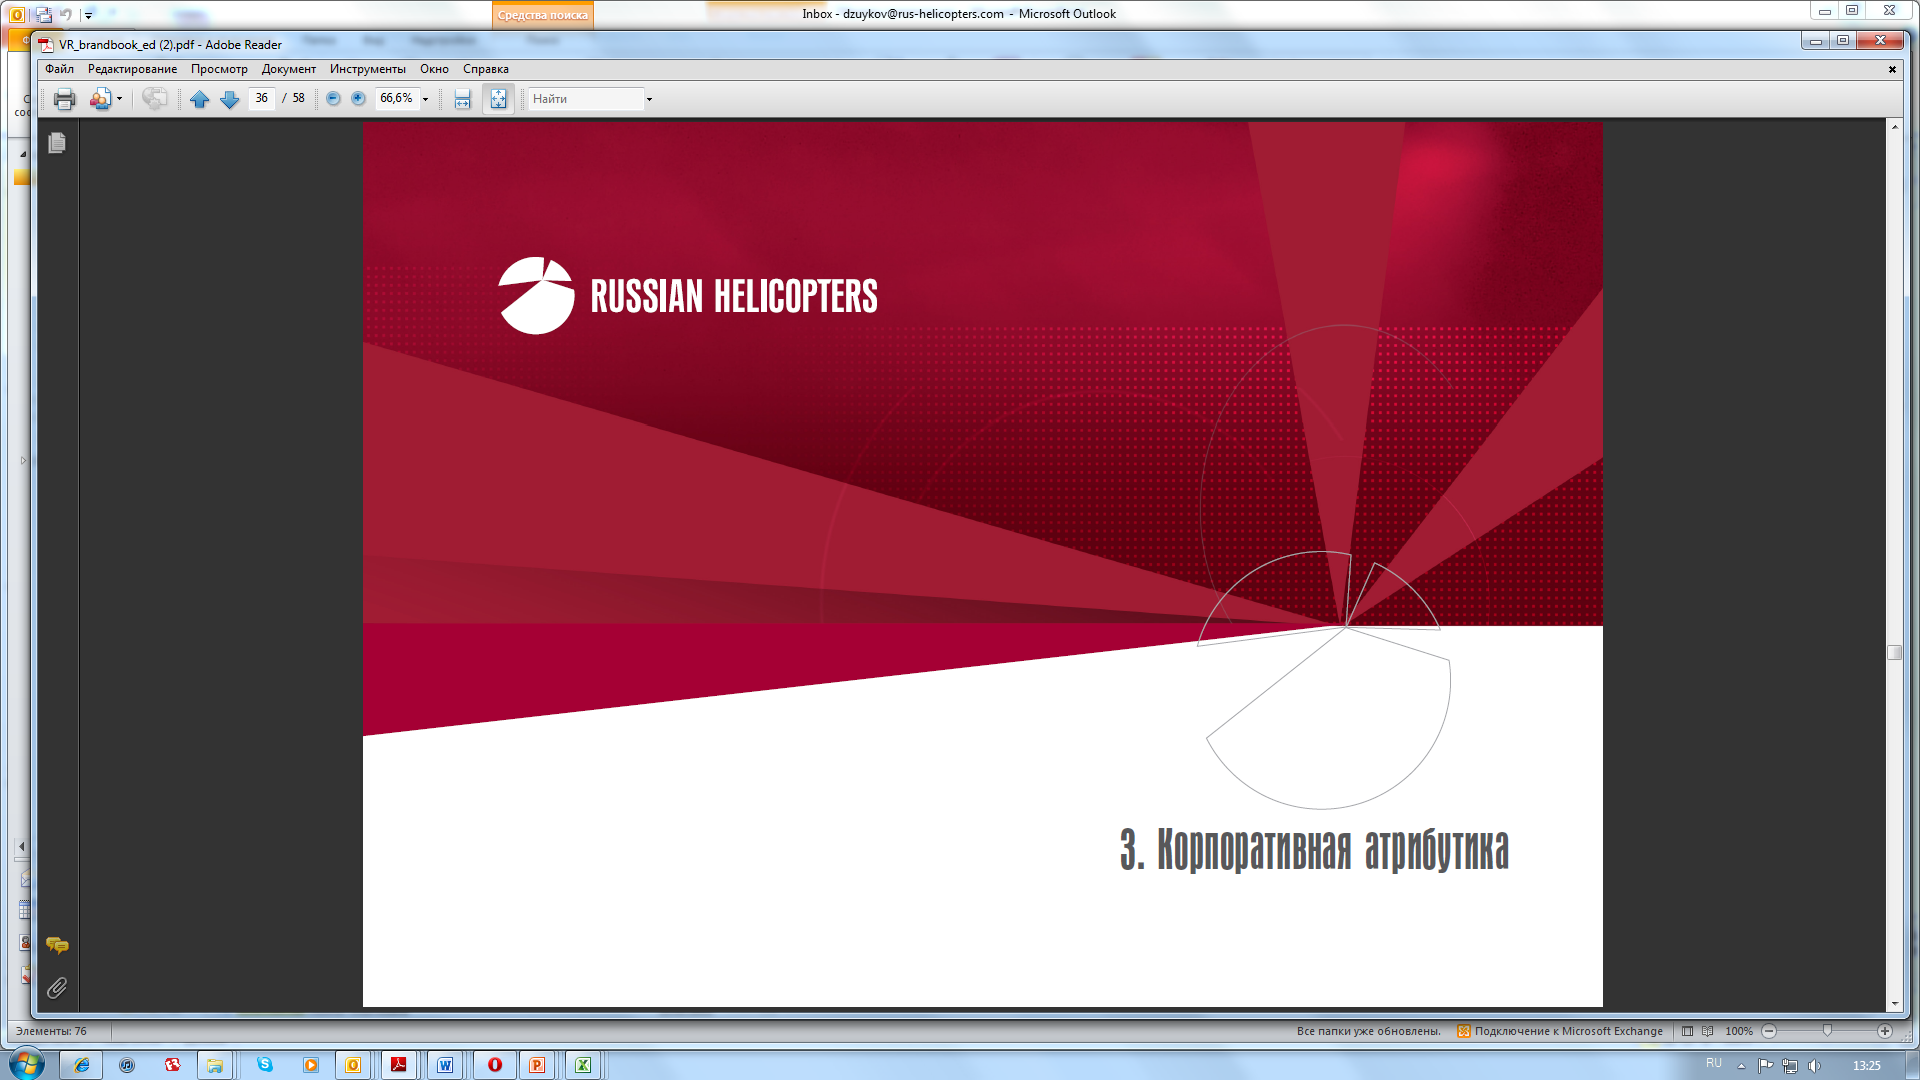 Средства поиска
Inbox - dzuykov@rus-helicopters.com - Microsoft Outlook
VR_brandbook_ed (2).pdf - Adobe Reader
Файл Редактирование Просмотр Документ Инструменты Окно Справка
36 / 58 66,6% Найти
RUSSIAN HELICOPTERS
3. Корпоративная атрибутика
Элементы: 76 Все папки уже обновлены. Подключение к Microsoft Exchange 100%
RU 13:25